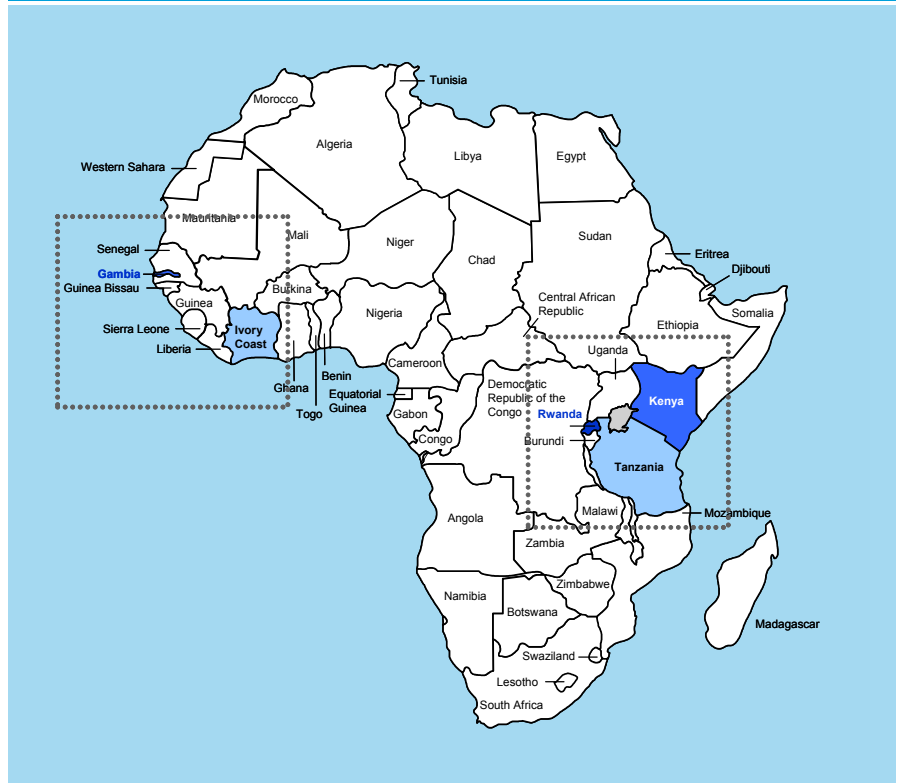 Tunisia
Morocco
Algeria
Libya
Egypt
Western Sahara
Mauritania
Mali
Niger
Chad
Sudan
Senegal
Eritrea
Gambia
Djibouti
Guinea Bissau
Burkina
Guinea
Nigeria
Central African
Republic
Somalia
Sierra Leone
Ivory
Coast
Ethiopia
Liberia
Uganda
Cameroon
Benin
Ghana
Togo
Equatorial
Guinea
Democratic
Republic of the
Congo
Kenya
Gabon
Rwanda
Congo
Burundi
Tanzania
Malawi
Mozambique
Angola
Zambia
Zimbabwe
Namibia
Botswana
Madagascar
Swaziland
Lesotho
South Africa